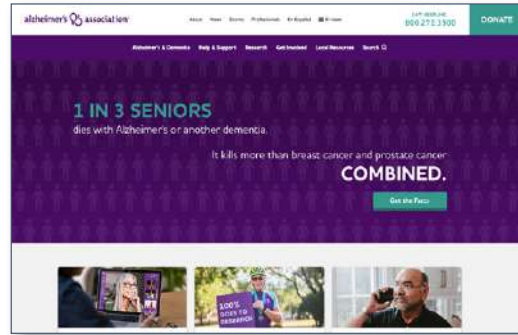 alzheimer's association
About News Events Professionals En Español
24/7 HELPLINE
800.272.3900
DONATE
Alzheimer's & Dementia Help & Support Research Get Involved Local Resources Search
1 IN 3 SENIORS
dies with Alzheimer's or another dementia.
It kills more than breast cancer and prostate cancer
COMBINED.
Get the Facts
100%
GOES TO
RESEARCH